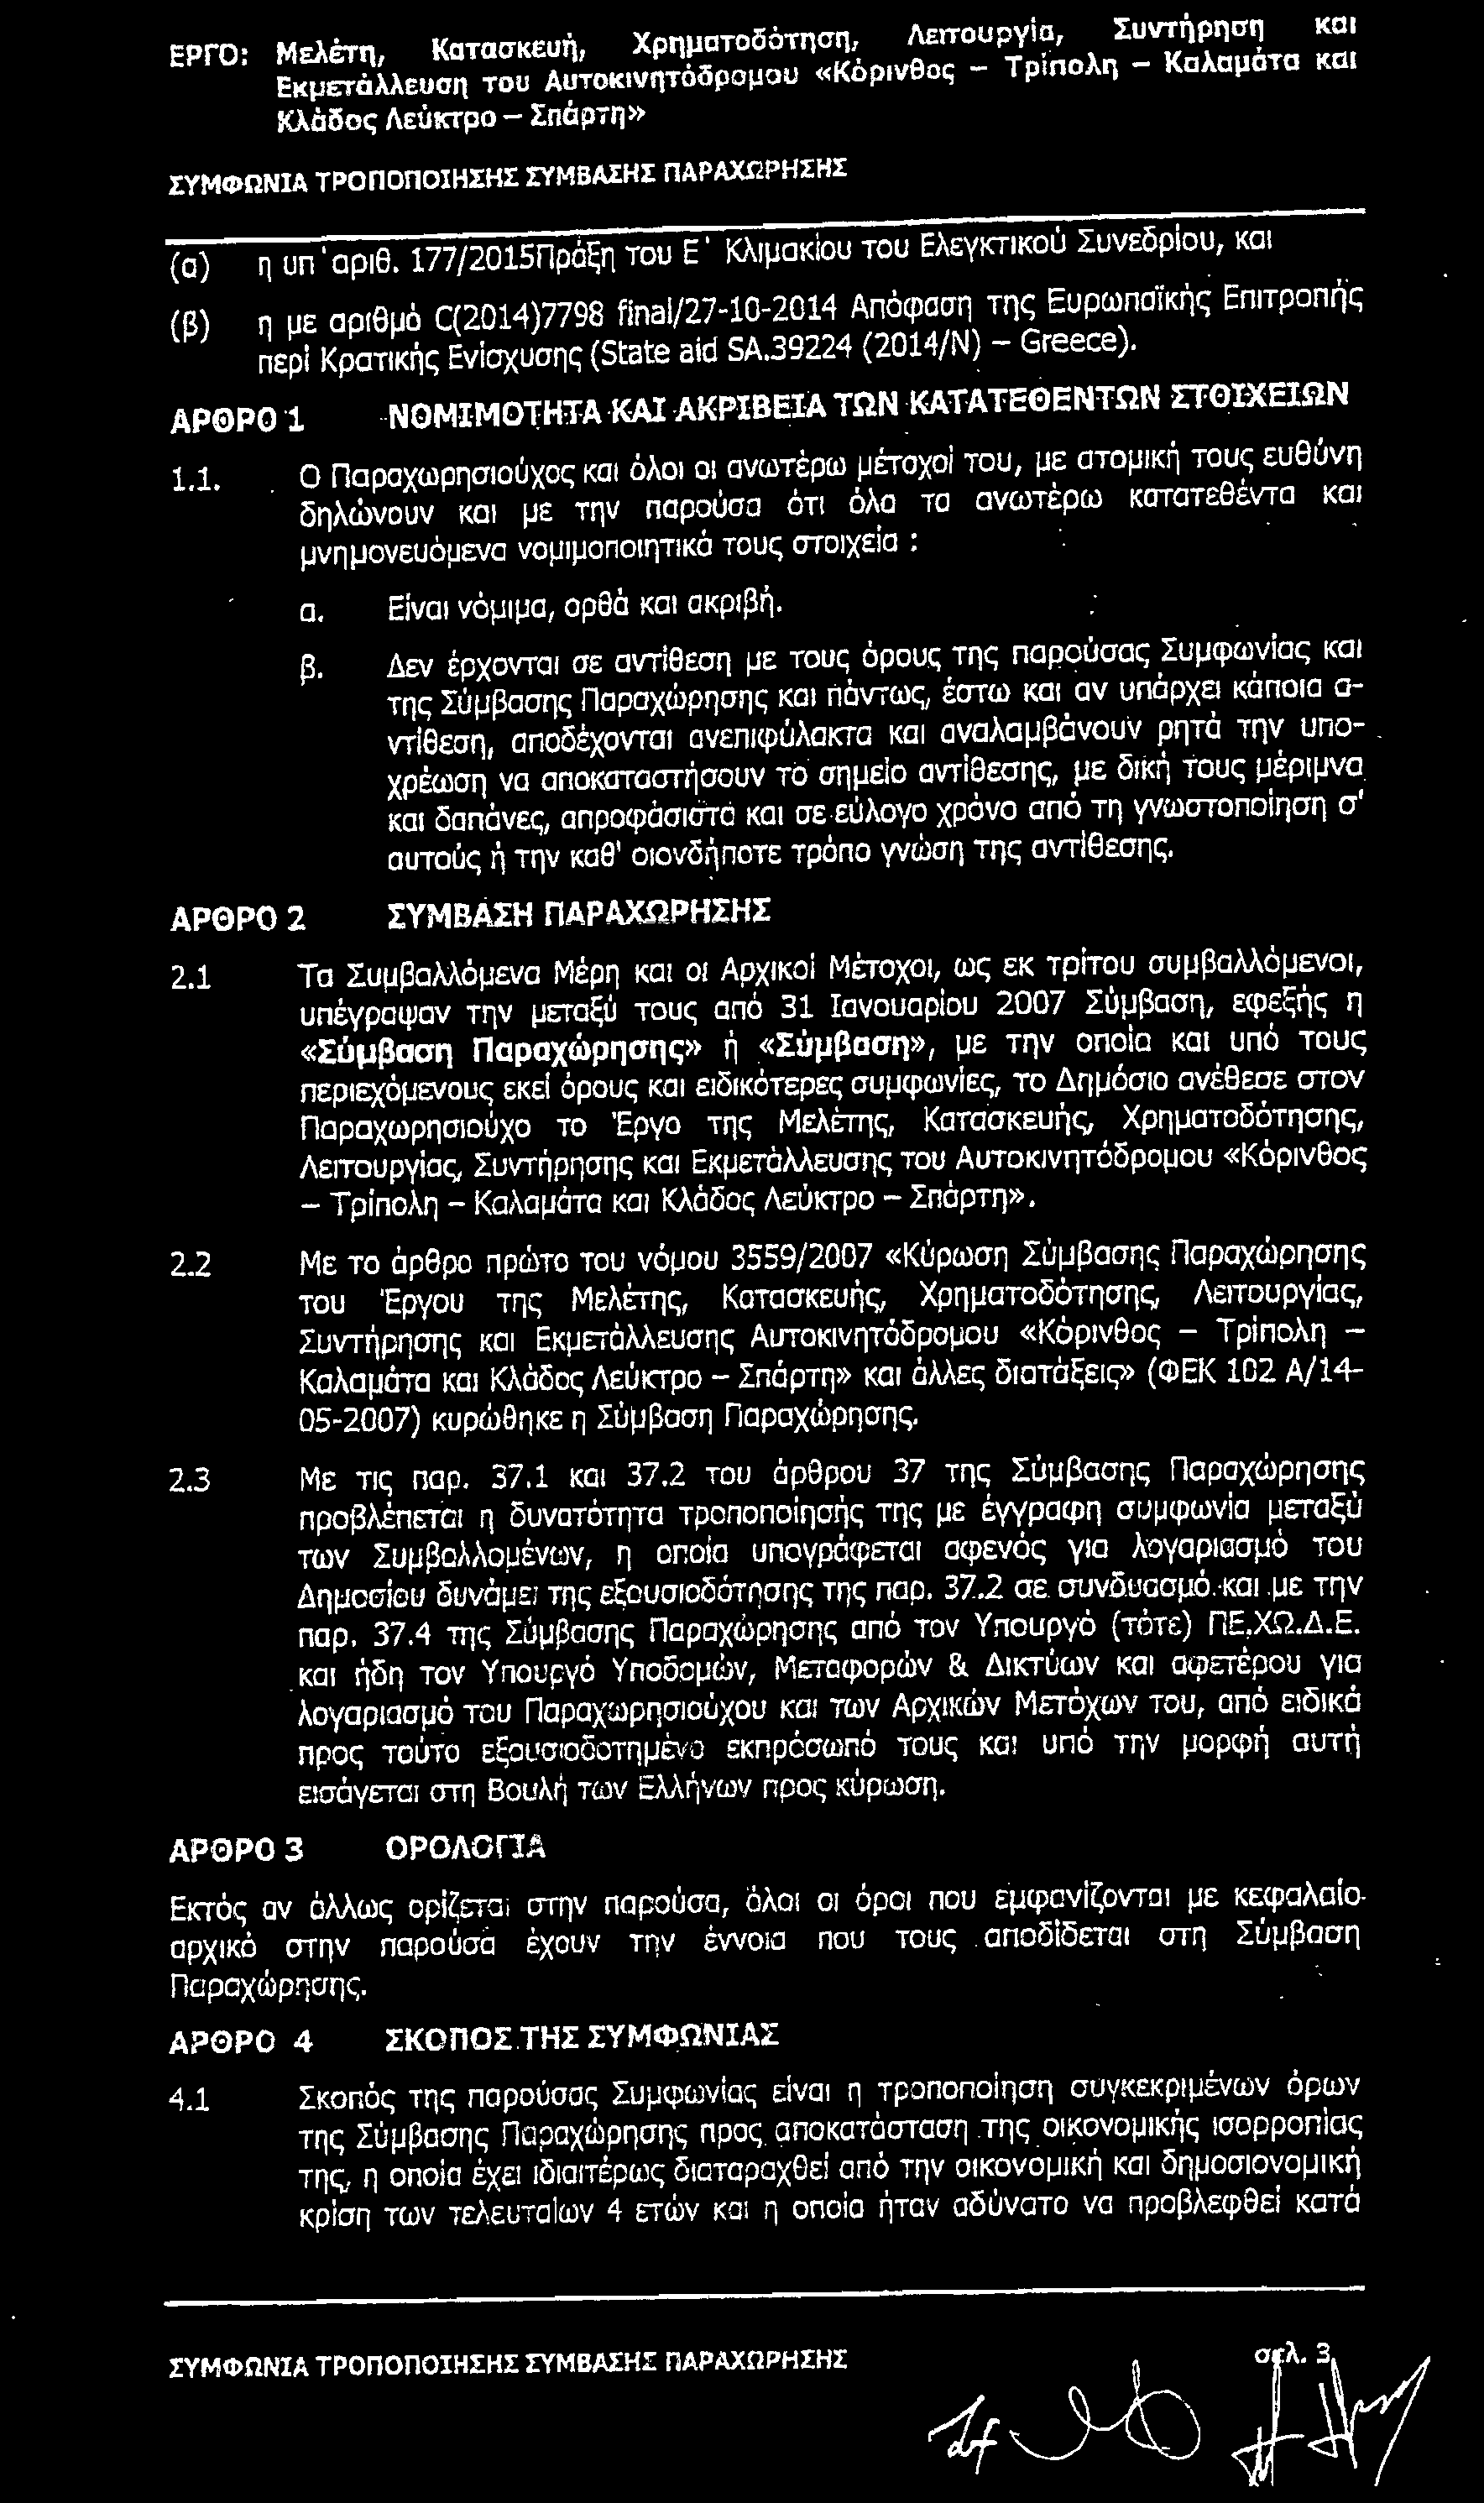 ΕΡΓΟ: Μελέτη, Κατασκευή, Χρηματοδότηση, Λειτουργία, Συντήρηση και
Εκμετάλλευση του Αυτοκινητόδρομου «Κόρινθος – Τρίπολη – Καλαμάτα και
Κλάδος Λεύκτρο – Σπάρτη»
ΣΥΜΦΩΝΙΑ ΤΡΟΠΟΠΟΙΗΣΗΣ ΣΥΜΒΑΣΗΣ ΠΑΡΑΧΩΡΗΣΗΣ
(α) η υπ΄αριθ. 177/2015Πράξη του Ε΄ Κλιμακίου του Ελεγκτικού Συνεδρίου, και
(β) η με αριθμό C(2014)7798 final/27-10-2014 Απόφαση της Ευρωπαϊκής Επιτροπής
περί Κρατικής Ενίσχυσης (State aid SA.39224 (2014/N) – Greece).
ΑΡΘΡΟ 1 ΝΟΜΙΜΟΤΗΤΑ ΚΑΙ ΑΚΡΙΒΕΙΑ ΤΩΝ ΚΑΤΑΤΕΘΕΝΤΩΝ ΣΤΟΙΧΕΙΩΝ
1.1. Ο Παραχωρησιούχος και όλοι οι ανωτέρω μέτοχοί του, με ατομική τους ευθύνη
δηλώνουν και με την παρούσα ότι όλα τα ανωτέρω κατατεθέντα και
μνημονευόμενα νομιμοποιητικά τους στοιχεία :
α. Είναι νόμιμα, ορθά και ακριβή.
β. Δεν έρχονται σε αντίθεση με τους όρους της παρούσας Συμφωνίας και
της Σύμβασης Παραχώρησης και πάντως, έστω και αν υπάρχει κάποια α-
ντίθεση, αποδέχονται ανεπιφύλακτα και αναλαμβάνουν ρητά την υπο-
χρέωση να αποκαταστήσουν το σημείο αντίθεσης, με δική τους μέριμνα
και δαπάνες, απροφάσιστα και σε εύλογο χρόνο από τη γνωστοποίηση σ'
αυτούς ή την καθ' οιονδήποτε τρόπο γνώση της αντίθεσης.
ΑΡΘΡΟ 2 ΣΥΜΒΑΣΗ ΠΑΡΑΧΩΡΗΣΗΣ
2.1 Τα Συμβαλλόμενα Μέρη και οι Αρχικοί Μέτοχοι, ως εκ τρίτου συμβαλλόμενοι,
υπέγραψαν την μεταξύ τους από 31 Ιανουαρίου 2007 Σύμβαση, εφεξής η
«Σύμβαση Παραχώρησης» ή «Σύμβαση», με την οποία και υπό τους
περιεχόμενους εκεί όρους και ειδικότερες συμφωνίες, το Δημόσιο ανέθεσε στον
Παραχωρησιούχο το Έργο της Μελέτης, Κατασκευής, Χρηματοδότησης,
Λειτουργίας, Συντήρησης και Εκμετάλλευσης του Αυτοκινητόδρομου «Κόρινθος
– Τρίπολη – Καλαμάτα και Κλάδος Λεύκτρο – Σπάρτη».
2.2 Με το άρθρο πρώτο του νόμου 3559/2007 «Κύρωση Σύμβασης Παραχώρησης
του Έργου της Μελέτης, Κατασκευής, Χρηματοδότησης, Λειτουργίας,
Συντήρησης και Εκμετάλλευσης Αυτοκινητόδρομου «Κόρινθος – Τρίπολη –
Καλαμάτα και Κλάδος Λεύκτρο – Σπάρτη» και άλλες διατάξεις» (ΦΕΚ 102 Α/14-
05-2007) κυρώθηκε η Σύμβαση Παραχώρησης.
2.3 Με τις παρ. 37.1 και 37.2 του άρθρου 37 της Σύμβασης Παραχώρησης
προβλέπεται η δυνατότητα τροποποίησής της με έγγραφη συμφωνία μεταξύ
των Συμβαλλομένων, η οποία υπογράφεται αφενός για λογαριασμό του
Δημοσίου δυνάμει της εξουσιοδότησης της παρ. 37.2 σε συνδυασμό και με την
παρ. 37.4 της Σύμβασης Παραχώρησης από τον Υπουργό (τότε) ΠΕ.ΧΩ.Δ.Ε.
και ήδη τον Υπουργό Υποδομών, Μεταφορών & Δικτύων και αφετέρου για
λογαριασμό του Παραχωρησιούχου και των Αρχικών Μετόχων του, από ειδικά
προς τούτο εξουσιοδοτημένο εκπρόσωπό τους και υπό την μορφή αυτή
εισάγεται στη Βουλή των Ελλήνων προς κύρωση.
ΑΡΘΡΟ 3 ΟΡΟΛΟΓΙΑ
Εκτός αν άλλως ορίζεται στην παρούσα, όλοι οι όροι που εμφανίζονται με κεφαλαίο
αρχικό στην παρούσα έχουν την έννοια που τους αποδίδεται στη Σύμβαση
Παραχώρησης.
ΑΡΘΡΟ 4 ΣΚΟΠΟΣ ΤΗΣ ΣΥΜΦΩΝΙΑΣ
4.1 Σκοπός της παρούσας Συμφωνίας είναι η τροποποίηση συγκεκριμένων όρων
της Σύμβασης Παραχώρησης προς αποκατάσταση της οικονομικής ισορροπίας
της, η οποία έχει ιδιαιτέρως διαταραχθεί από την οικονομική και δημοσιονομική
κρίση των τελευταίων 4 ετών και η οποία ήταν αδύνατο να προβλεφθεί κατά
ΣΥΜΦΩΝΙΑ ΤΡΟΠΟΠΟΙΗΣΗΣ ΣΥΜΒΑΣΗΣ ΠΑΡΑΧΩΡΗΣΗΣ σελ. 3